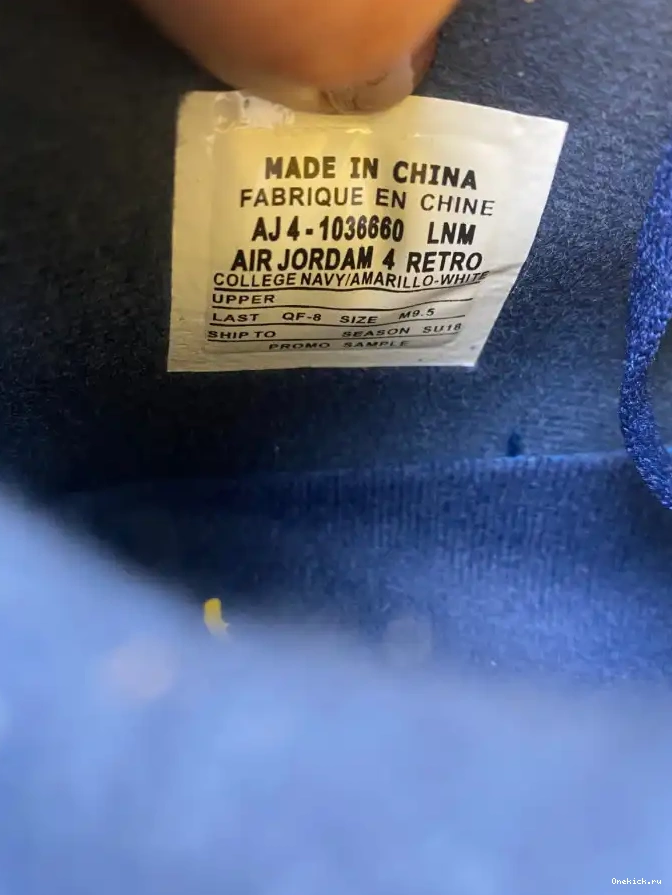 MADE IN CHINA
FABRIQUE EN CHINE
AJ 4 - 1036660 LNM
AIR JORDAM 4 RETRO
COLLEGE NAVY/AMARILLO-WHITE
UPPER
LAST QF-8 SIZE M9.5
SHIP TO SEASON SU18
PROMO SAMPLE
Onekick.ru